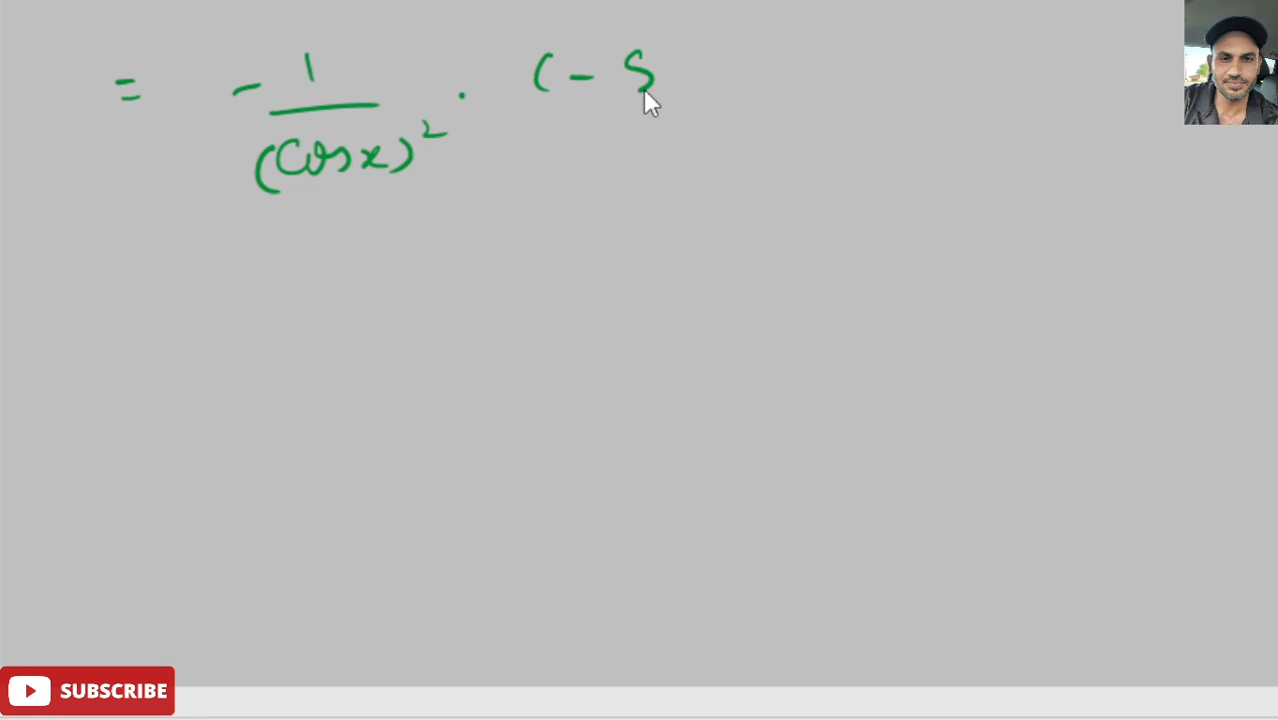 = - 1/(Cosx)² . (- S
SUBSCRIBE